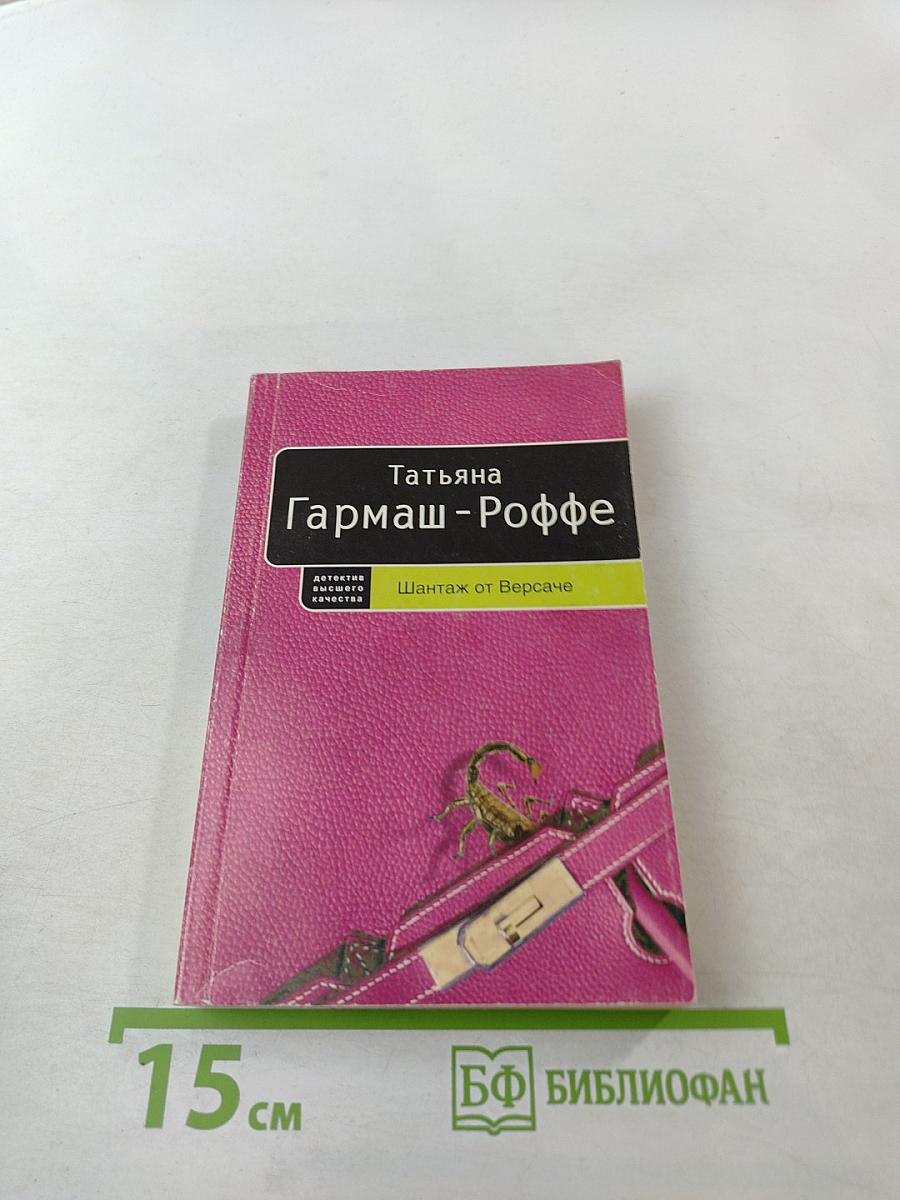 Татьяна
Гармаш-Роффе
детектив
высшего
качества
Шантаж от Версаче
15 см
БФ БИБЛИОФАН